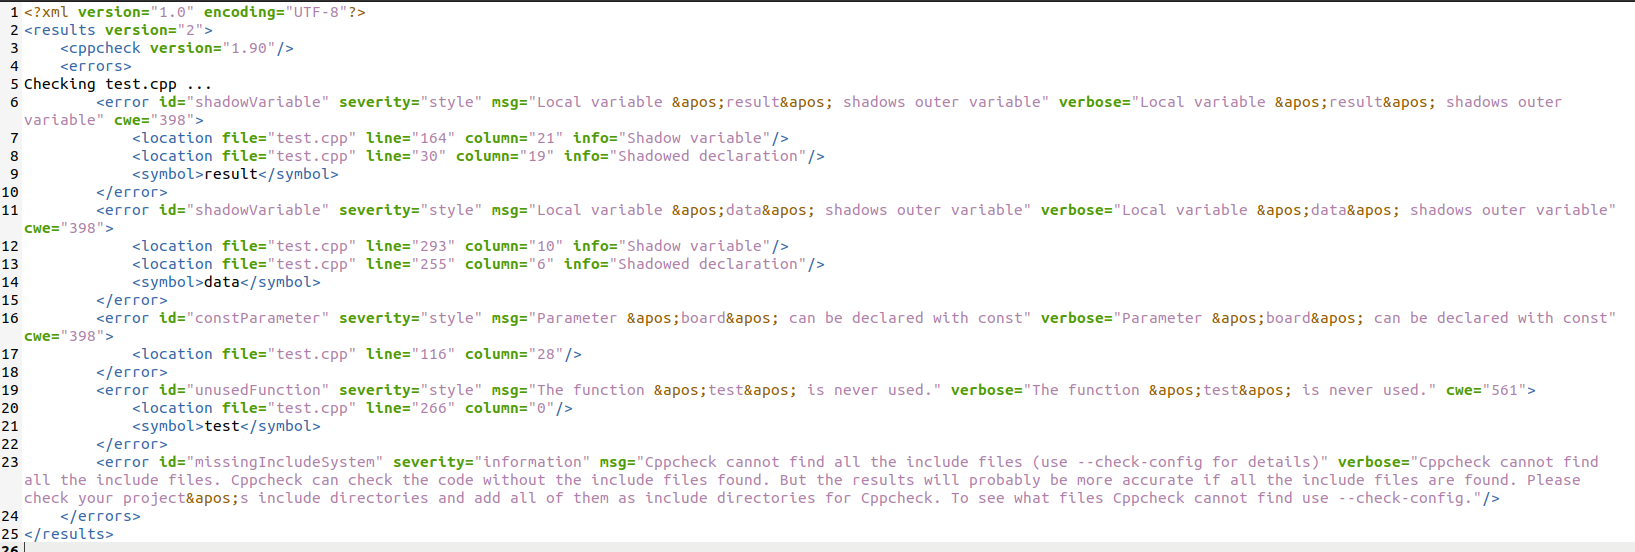 1 <?xml version="1.0" encoding="UTF-8"?>
2 <results version="2">
3     <cppcheck version="1.90"/>
4     <errors>
5 Checking test.cpp ...
6         <error id="shadowVariable" severity="style" msg="Local variable &apos;result&apos; shadows outer variable" verbose="Local variable &apos;result&apos; shadows outer
variable" cwe="398">
7             <location file="test.cpp" line="164" column="21" info="Shadow variable"/>
8             <location file="test.cpp" line="30" column="19" info="Shadowed declaration"/>
9             <symbol>result</symbol>
10         </error>
11         <error id="shadowVariable" severity="style" msg="Local variable &apos;data&apos; shadows outer variable" verbose="Local variable &apos;data&apos; shadows outer variable"
cwe="398">
12             <location file="test.cpp" line="293" column="10" info="Shadow variable"/>
13             <location file="test.cpp" line="255" column="6" info="Shadowed declaration"/>
14             <symbol>data</symbol>
15         </error>
16         <error id="constParameter" severity="style" msg="Parameter &apos;board&apos; can be declared with const" verbose="Parameter &apos;board&apos; can be declared with const"
cwe="398">
17             <location file="test.cpp" line="116" column="28"/>
18         </error>
19         <error id="unusedFunction" severity="style" msg="The function &apos;test&apos; is never used." verbose="The function &apos;test&apos; is never used." cwe="561">
20             <location file="test.cpp" line="266" column="0"/>
21             <symbol>test</symbol>
22         </error>
23         <error id="missingIncludeSystem" severity="information" msg="Cppcheck cannot find all the include files (use --check-config for details)" verbose="Cppcheck cannot find
all the include files. Cppcheck can check the code without the include files found. But the results will probably be more accurate if all the include files are found. Please
check your project&apos;s include directories and add all of them as include directories for Cppcheck. To see what files Cppcheck cannot find use --check-config."/>
24     </errors>
25 </results>
26